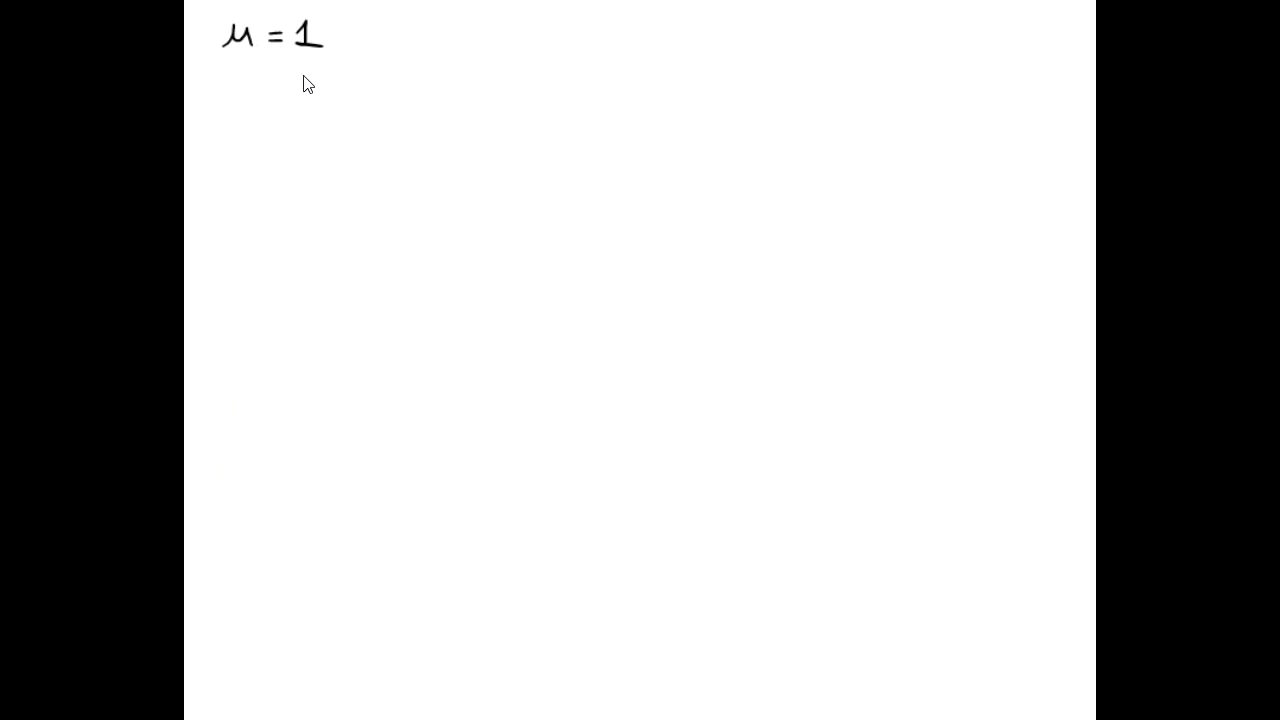 μ = 1